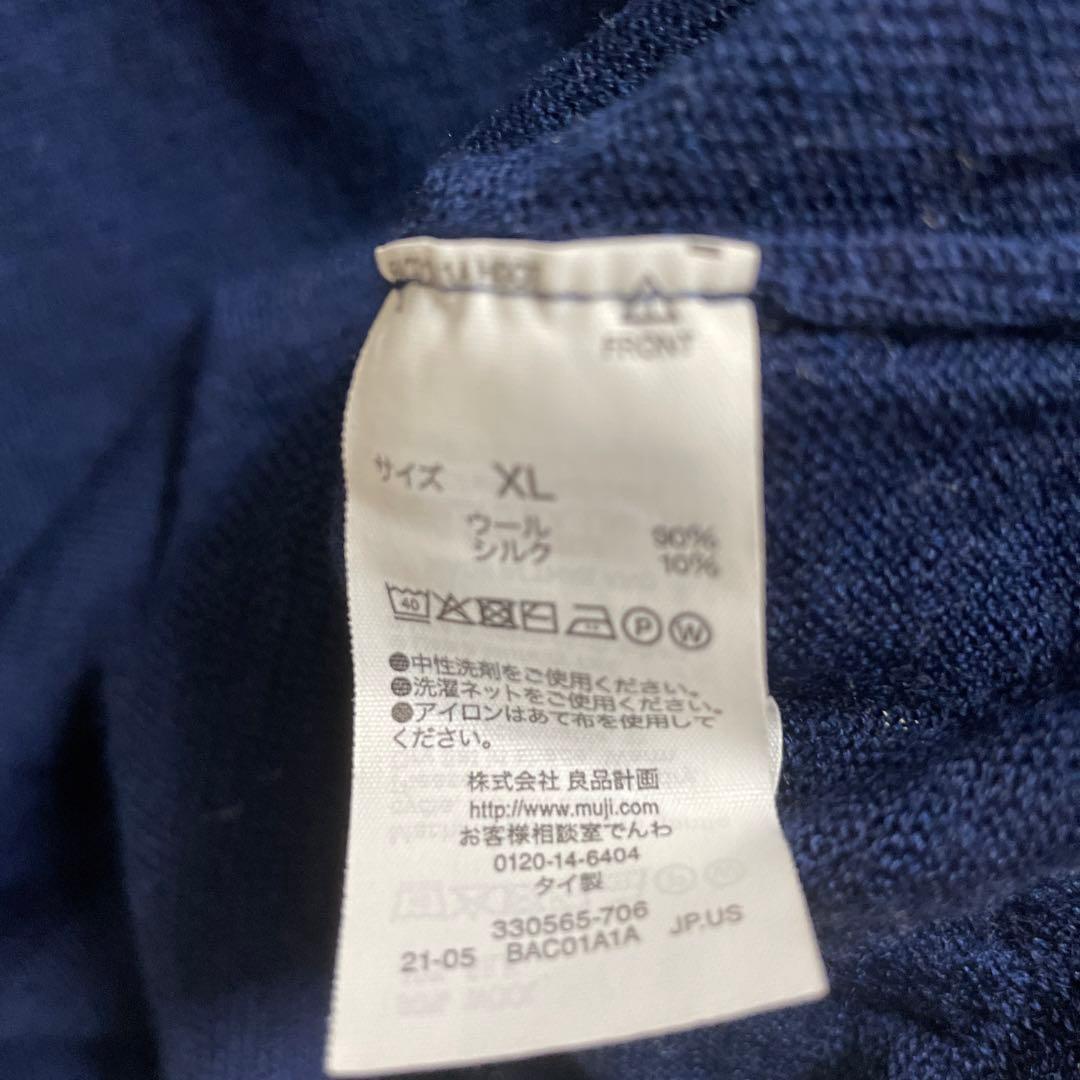 FRONT
サイズ XL
ウール 90%
シルク 10%
40 P W
●中性洗剤をご使用ください。
●洗濯ネットをご使用ください。
●アイロンはあて布を使用して
ください。
株式会社 良品計画
http://www.muji.com
お客様相談室でんわ
0120-14-6404
タイ製
330565-706 JP.US
21-05 BAC01A1A